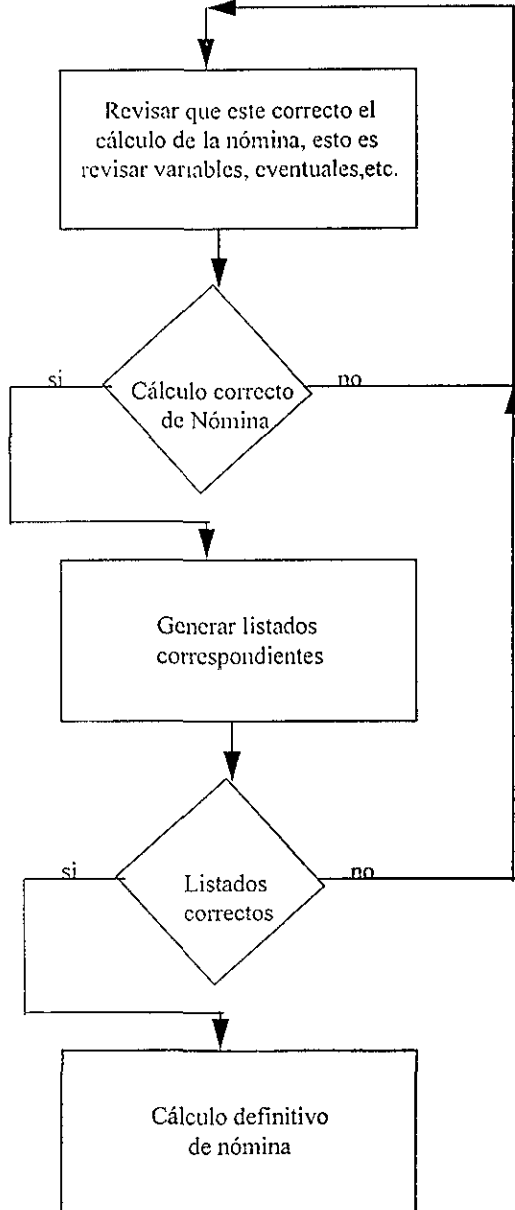 Revisar que este correcto el
cálculo de la nómina, esto es
revisar variables, eventuales,etc.
si
no
Cálculo correcto
de Nómina
Generar listados
correspondientes
si
no
Listados
correctos
Cálculo definitivo
de nómina